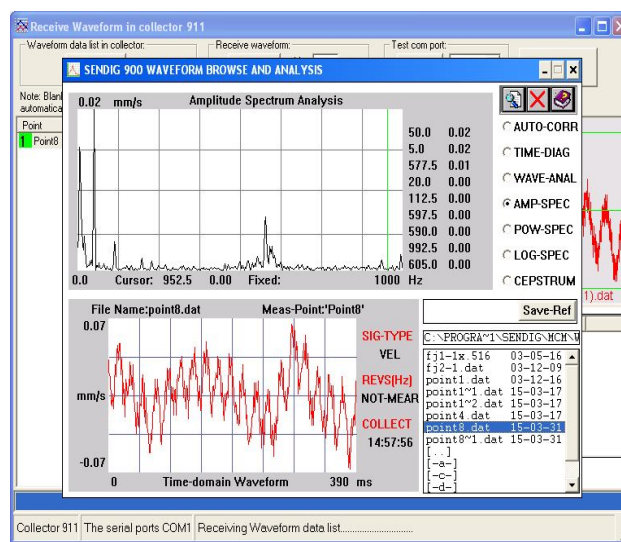 Receive Waveform in collector 911
Waveform data list in collector:
Receive waveform:
Test com port:
SENDIG 900 WAVEFORM BROWSE AND ANALYSIS
Note: Blan
automatica
Point
1 Point8
0.02 mm/s Amplitude Spectrum Analysis
50.0 0.02
5.0 0.02
577.5 0.01
20.0 0.00
112.5 0.00
597.5 0.00
590.0 0.00
992.5 0.00
605.0 0.00
0.0 Cursor: 952.5 0.00 Fixed: 1000 Hz
AUTO-CORR
TIME-DIAG
WAVE-ANAL
AMP-SPEC
POW-SPEC
LOG-SPEC
CEPSTRUM
1).dat
File Name:point8.dat Meas-Point:'Point8'
0.07
mm/s
-0.07
0 Time-domain Waveform 390 ms
SIG-TYPE
VEL
REVS(Hz)
NOT-MEAR
COLLECT
14:57:56
Save-Ref
C:\PROGRA~1\SENDIG\MCM\W
fj1-1x.516 03-05-16
fj2-1.dat 03-12-09
point1.dat 03-12-16
point1~1.dat 15-03-17
point1~2.dat 15-03-17
point4.dat 15-03-17
point8.dat 15-03-31
point8~1.dat 15-03-31
[..]
[-a-]
[-c-]
[-d-]
Collector 911 The serial ports COM1 Receiving Waveform data list.............................